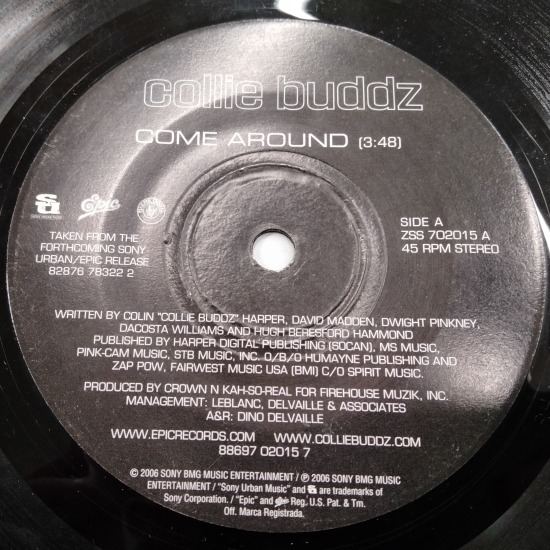 collie buddz
COME AROUND (3:48)
Epic
TAKEN FROM THE
FORTHCOMING SONY
URBAN/EPIC RELEASE
82876 78322 2
SIDE A
ZSS 702015 A
45 RPM STEREO
WRITTEN BY COLIN "COLLIE BUDDZ" HARPER, DAVID MADDEN, DWIGHT PINKNEY,
DACOSTA WILLIAMS AND HUGH BERESFORD HAMMOND
PUBLISHED BY HARPER DIGITAL PUBLISHING (SOCAN), MS MUSIC,
PINK-CAM MUSIC, STB MUSIC, INC. O/B/O HUMAYNE PUBLISHING AND
ZAP POW, FAIRWEST MUSIC USA (BMI) C/O SPIRIT MUSIC.
PRODUCED BY CROWN N KAH-SO-REAL FOR FIREHOUSE MUZIK, INC.
MANAGEMENT: LEBLANC, DELVAILLE & ASSOCIATES
A&R: DINO DELVAILLE
WWW.EPICRECORDS.COM WWW.COLLIEBUDDZ.COM
88697 02015 7
© 2006 SONY BMG MUSIC ENTERTAINMENT / ℗ 2006 SONY BMG MUSIC
ENTERTAINMENT / "Sony Urban Music" and are trademarks of
Sony Corporation. / "Epic" and Reg. U.S. Pat. & Tm.
Off. Marca Registrada.